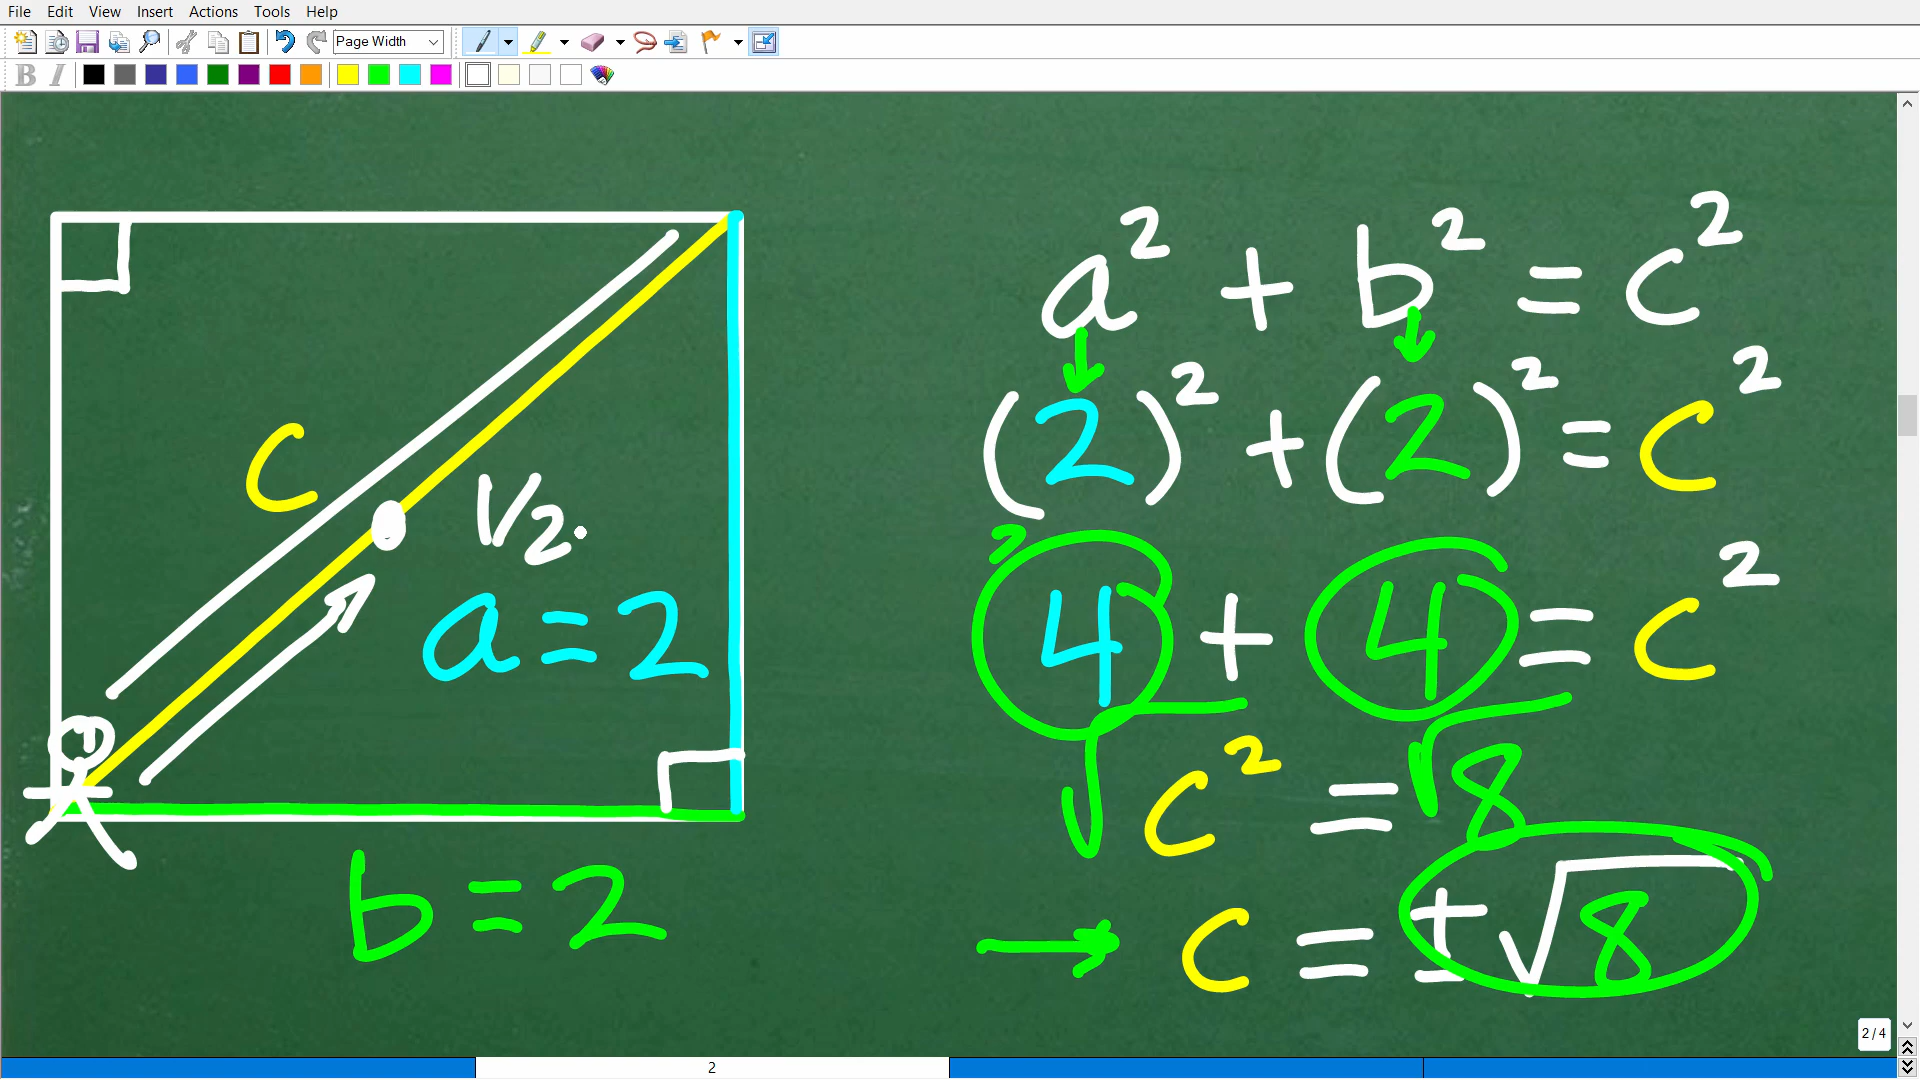 File Edit View Insert Actions Tools Help
Page Width
B I
a² + b² = c²
(2)² + (2)² = c²
4 + 4 = c²
√c² = √8
c = ±√8
c
1/2
a = 2
b = 2
2 / 4
2